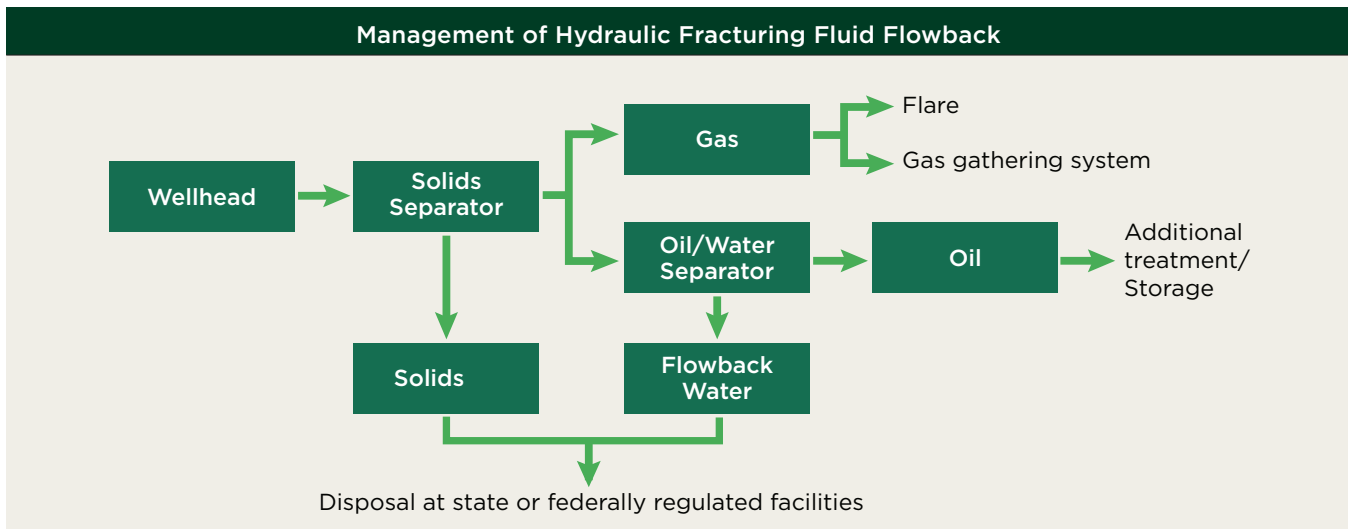 Management of Hydraulic Fracturing Fluid Flowback
Wellhead
Solids
Separator
Gas
Flare
Gas gathering system
Oil/Water
Separator
Oil
Additional
treatment/
Storage
Solids
Flowback
Water
Disposal at state or federally regulated facilities